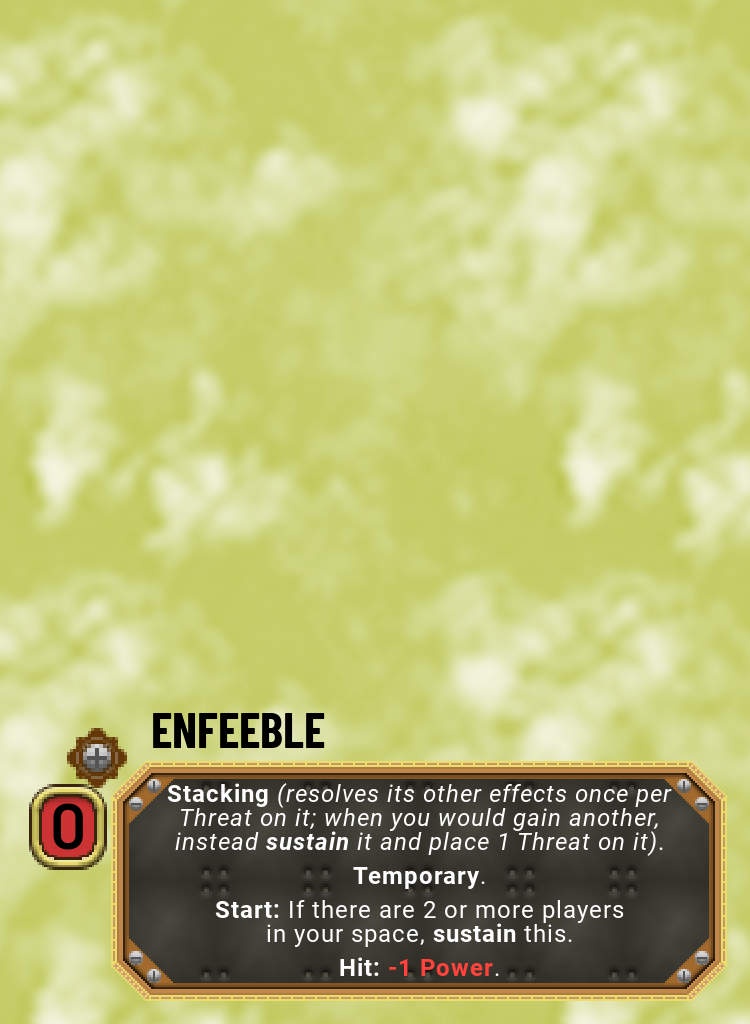 ENFEEBLE
0
Stacking (resolves its other effects once per
Threat on it; when you would gain another,
instead sustain it and place 1 Threat on it).
Temporary.
Start: If there are 2 or more players
in your space, sustain this.
Hit: -1 Power.